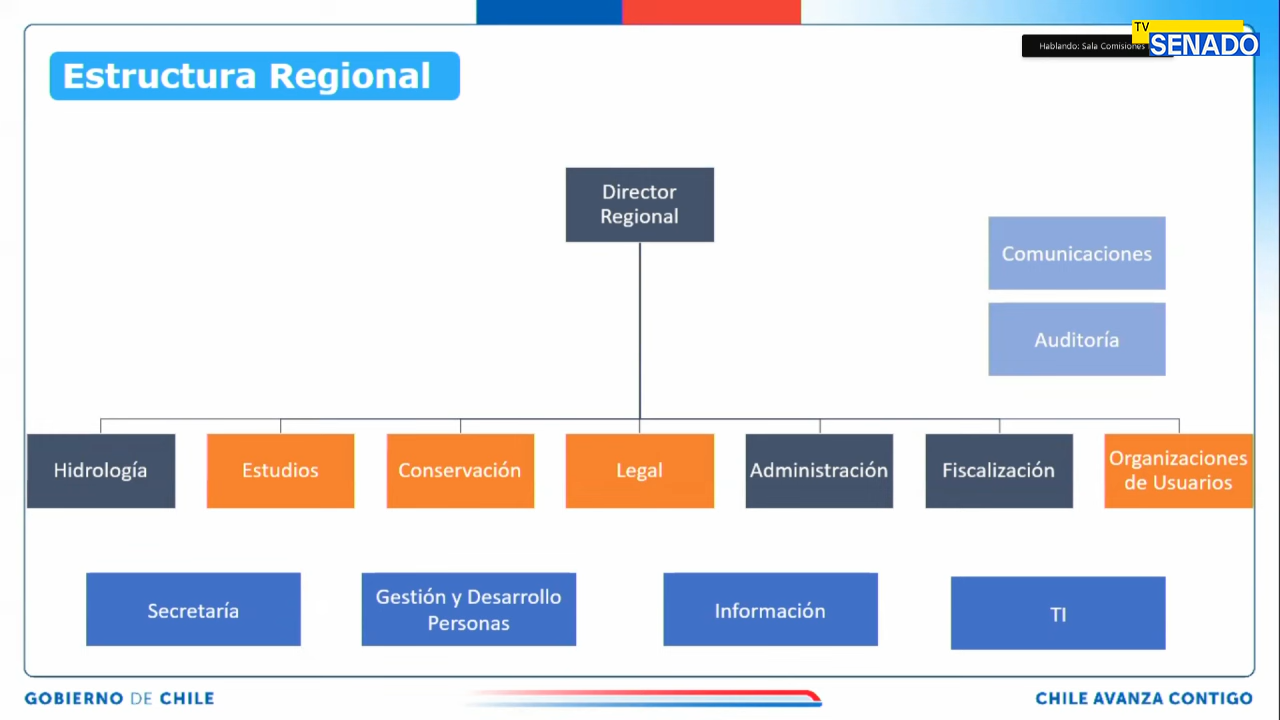 TV
SENADO
Hablando: Sala Comisiones
Estructura Regional
Director
Regional
Comunicaciones
Auditoría
Hidrología
Estudios
Conservación
Legal
Administración
Fiscalización
Organizaciones
de Usuarios
Secretaría
Gestión y Desarrollo
Personas
Información
TI
GOBIERNO DE CHILE
CHILE AVANZA CONTIGO